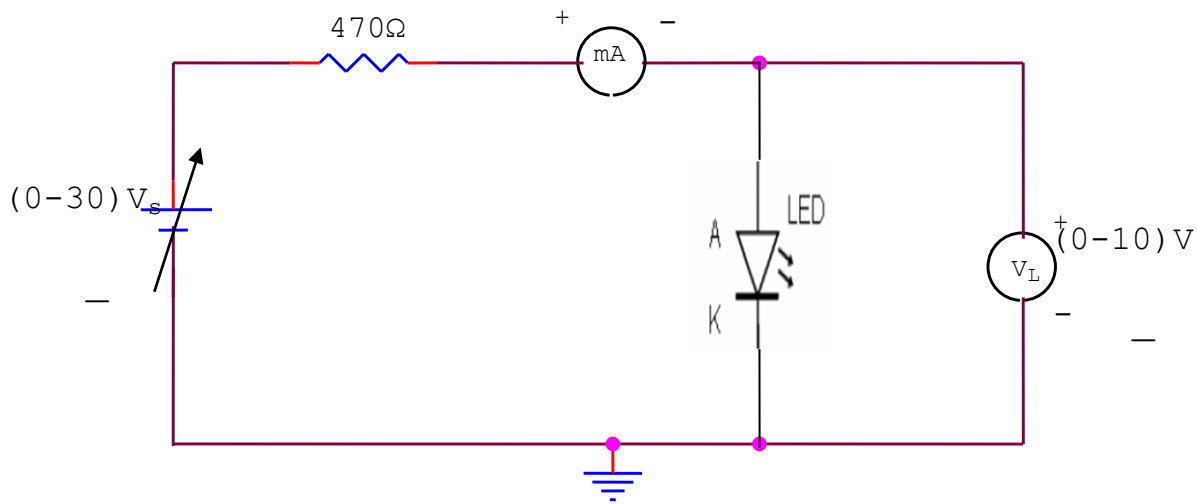 470Ω
+ −
mA
(0-30)Vs
−
LED
A
K
+
(0-10)V
VL
−
−